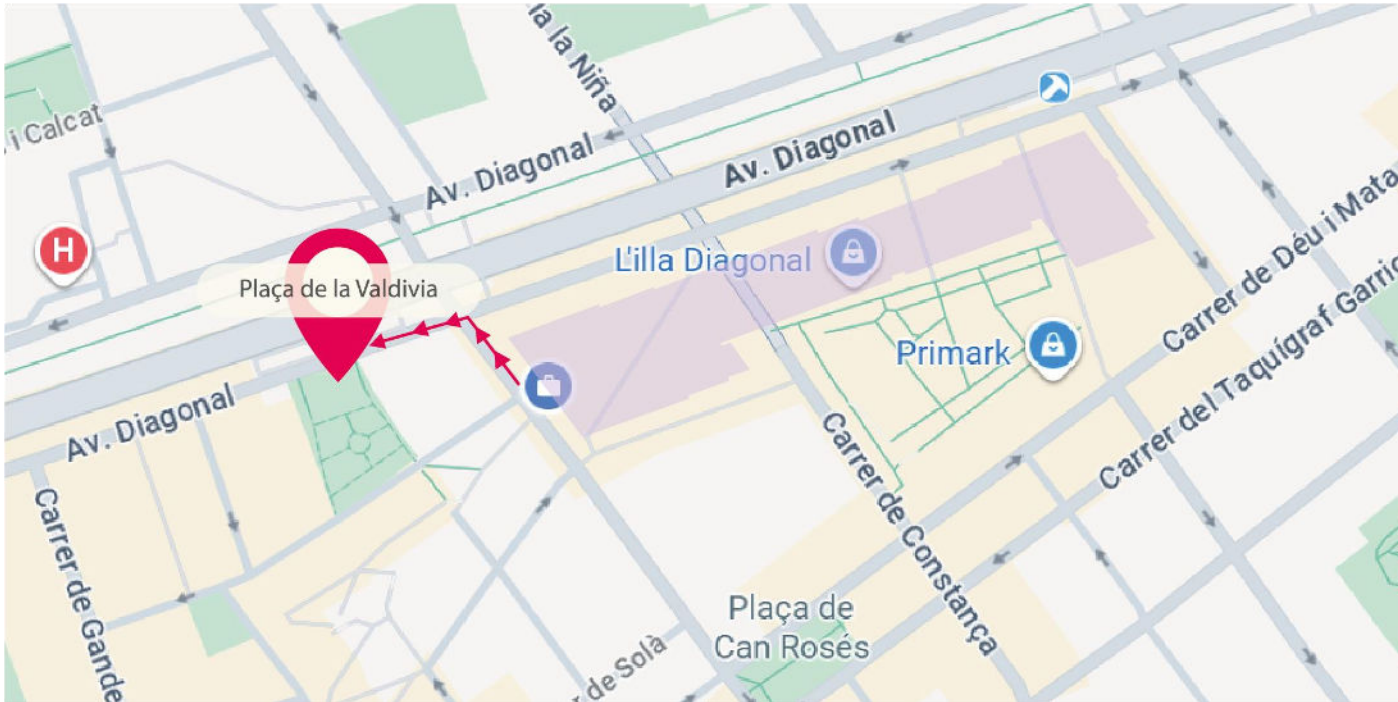 la la Niña
i Calcat
Av. Diagonal
Av. Diagonal
H
L'illa Diagonal
Plaça de la Valdivia
Primark
Carrer de Déu i Mata
Carrer del Taquígraf Garrig
Av. Diagonal
Carrer de Gande
Carrer de Constança
Plaça de
Can Rosés
r de Solà